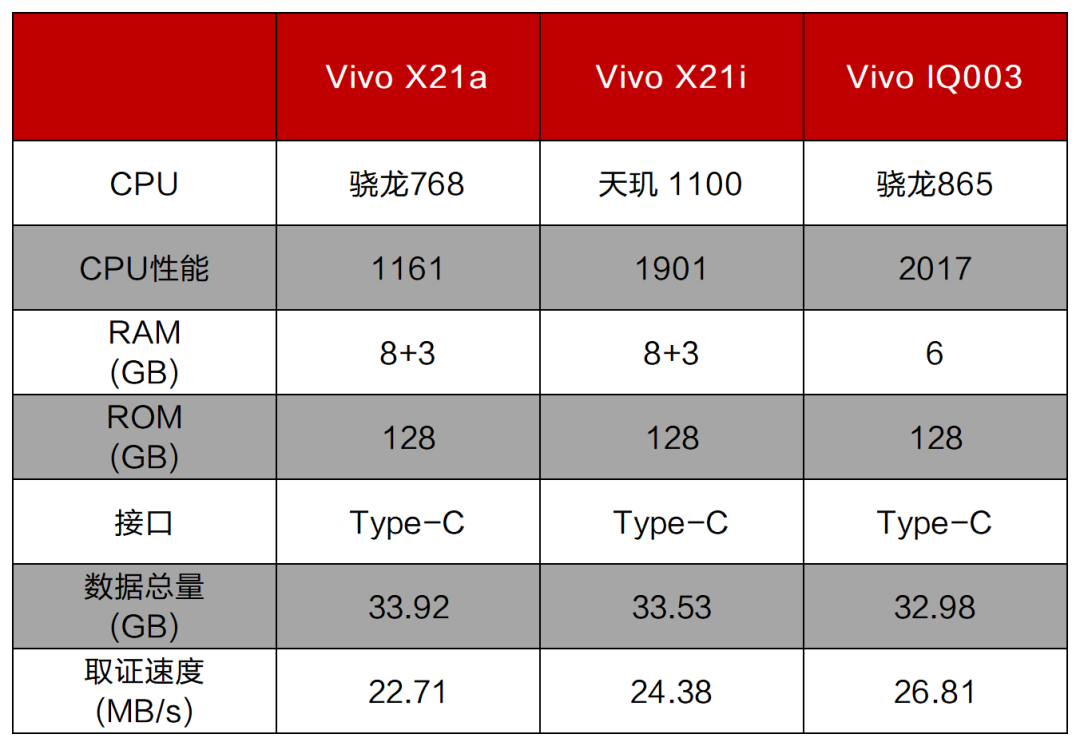 Vivo X21a Vivo X21i Vivo IQ003
CPU 骁龙768 天玑 1100 骁龙865
CPU性能 1161 1901 2017
RAM
(GB) 8+3 8+3 6
ROM
(GB) 128 128 128
接口 Type-C Type-C Type-C
数据总量
(GB) 33.92 33.53 32.98
取证速度
(MB/s) 22.71 24.38 26.81